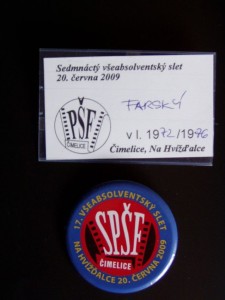 Sedmnáctý všeabsolventský slet
20. června 2009
PŠF
ČIMELICE
FARSKÝ
v l. 1972/1976
Čimelice, Na Hvížďalce
17. VŠEABSOLVENTSKÝ SLET
SPŠF
ČIMELICE
NA HVÍŽĎALCE 20. ČERVNA 2009